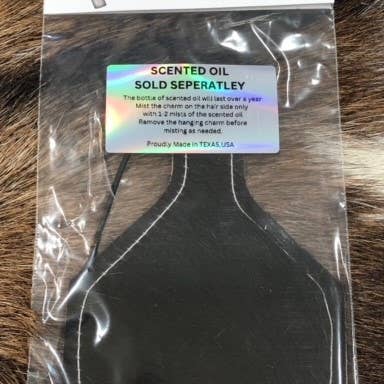 SCENTED OIL
SOLD SEPERATLEY
The bottle of scented oil will last over a year.
Mist the charm on the hair side only
with 1-2 mists of the scented oil.
Remove the hanging charm before
misting as needed.
Proudly Made in TEXAS,USA